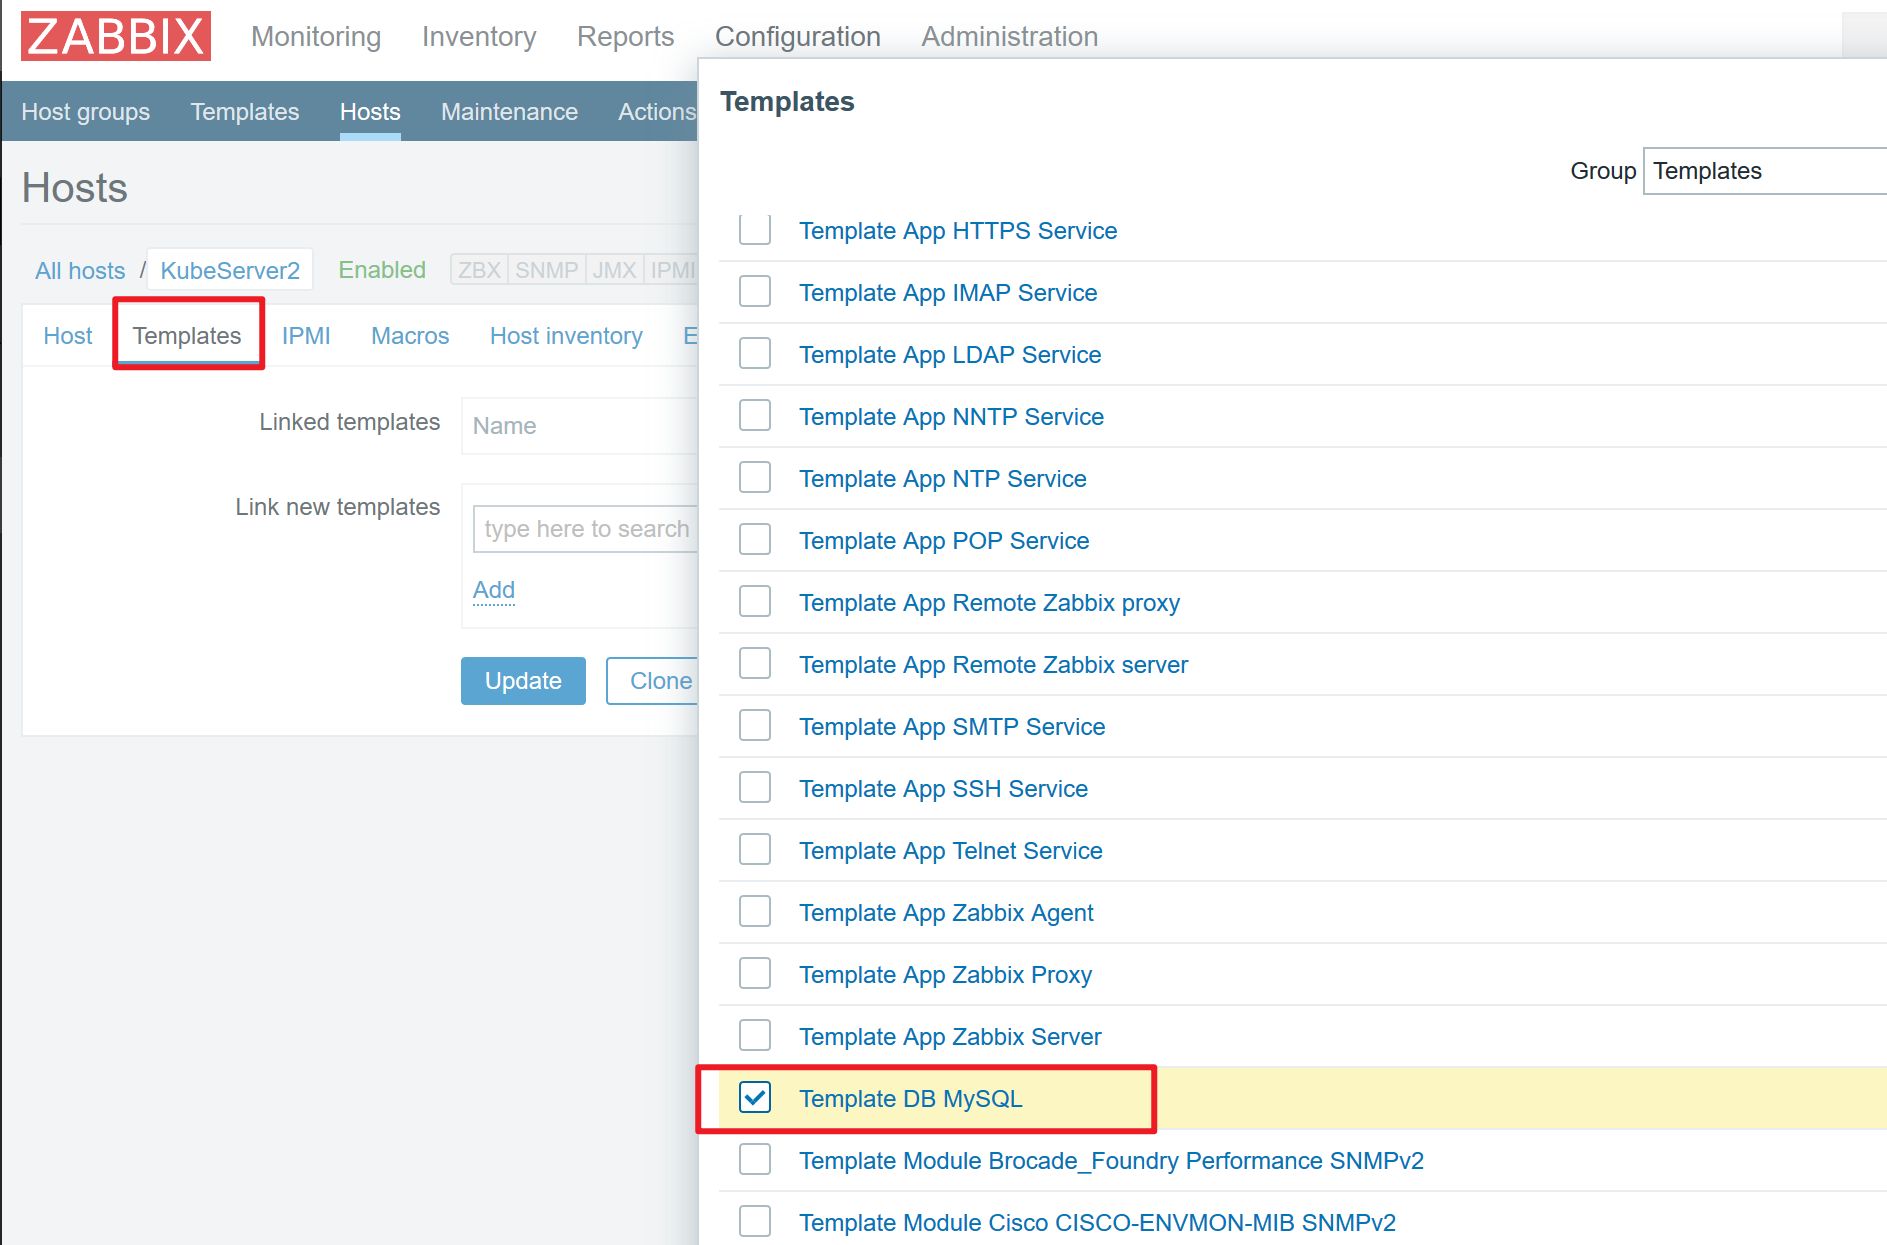 ZABBIX Monitoring Inventory Reports Configuration Administration
Host groups Templates Hosts Maintenance Actions
Hosts
All hosts / KubeServer2 Enabled ZBX SNMP JMX IPMI
Host Templates IPMI Macros Host inventory E
Linked templates Name
Link new templates type here to search
Add
Update Clone
Templates
Group Templates
Template App HTTPS Service
Template App IMAP Service
Template App LDAP Service
Template App NNTP Service
Template App NTP Service
Template App POP Service
Template App Remote Zabbix proxy
Template App Remote Zabbix server
Template App SMTP Service
Template App SSH Service
Template App Telnet Service
Template App Zabbix Agent
Template App Zabbix Proxy
Template App Zabbix Server
Template DB MySQL
Template Module Brocade_Foundry Performance SNMPv2
Template Module Cisco CISCO-ENVMON-MIB SNMPv2